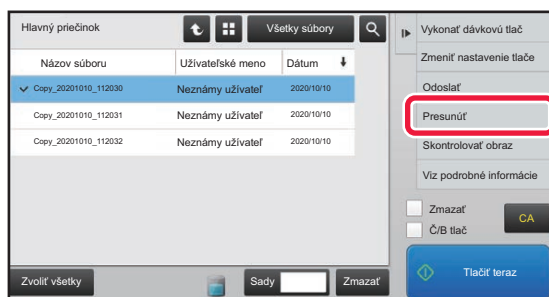 Hlavný priečinok
Všetky súbory
Názov súboru Užívateľské meno Dátum
Copy_20201010_112030 Neznámy užívateľ 2020/10/10
Copy_20201010_112031 Neznámy užívateľ 2020/10/10
Copy_20201010_112032 Neznámy užívateľ 2020/10/10
Zvoliť všetky
Sady
Zmazať
Vykonať dávkovú tlač
Zmeniť nastavenie tlače
Odoslať
Presunúť
Skontrolovať obraz
Viz podrobné informácie
Zmazať
Č/B tlač
CA
Tlačiť teraz